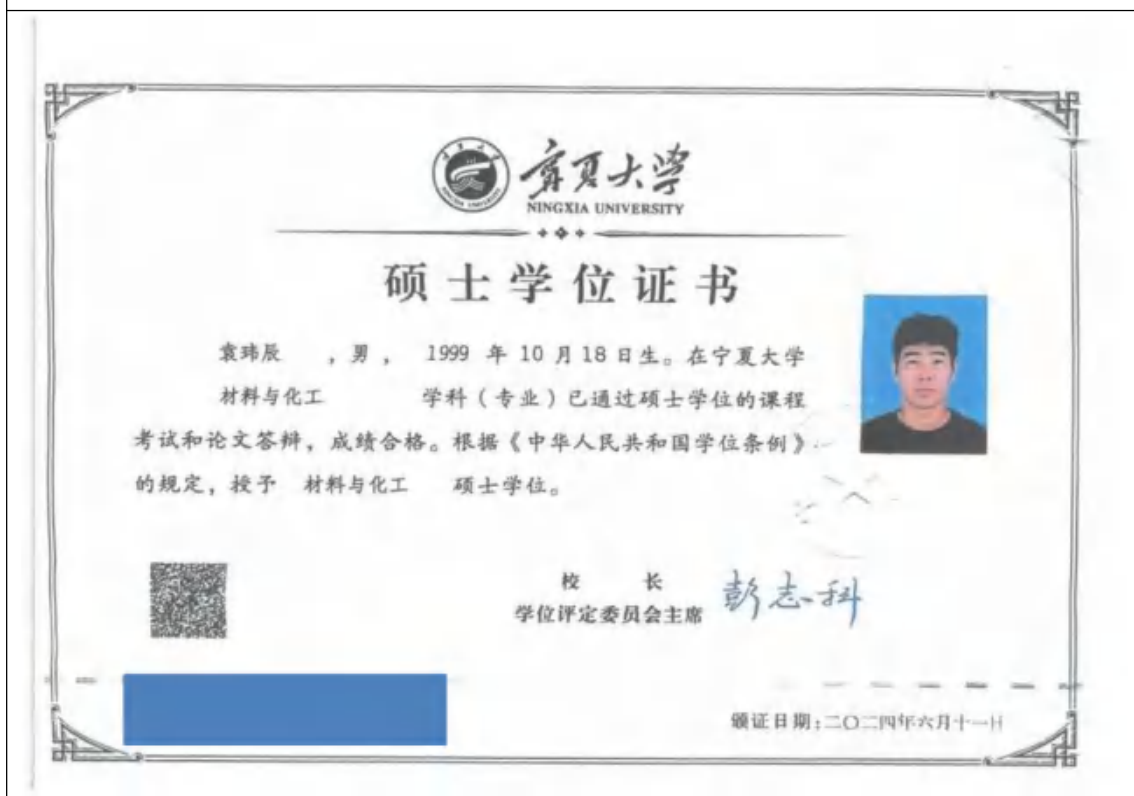 宁夏大学
NINGXIA UNIVERSITY
硕士学位证书
袁玮辰 ，男， 1999 年 10 月 18 日生。在宁夏大学
材料与化工 学科（专业）已通过硕士学位的课程
考试和论文答辩，成绩合格。根据《中华人民共和国学位条例》
的规定，授予 材料与化工 硕士学位。
校 长
学位评定委员会主席 彭志科
颁证日期：二〇二四年六月十一日